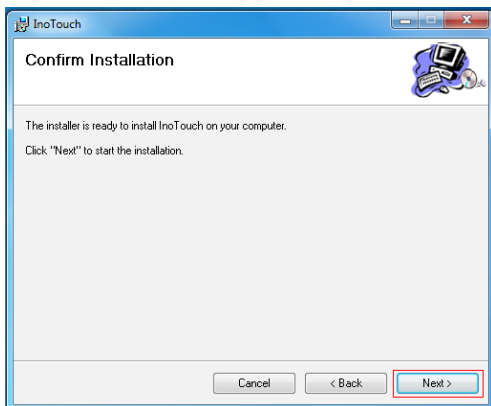 InoTouch
Confirm Installation
The installer is ready to install InoTouch on your computer.
Click "Next" to start the installation.
Cancel
< Back
Next >